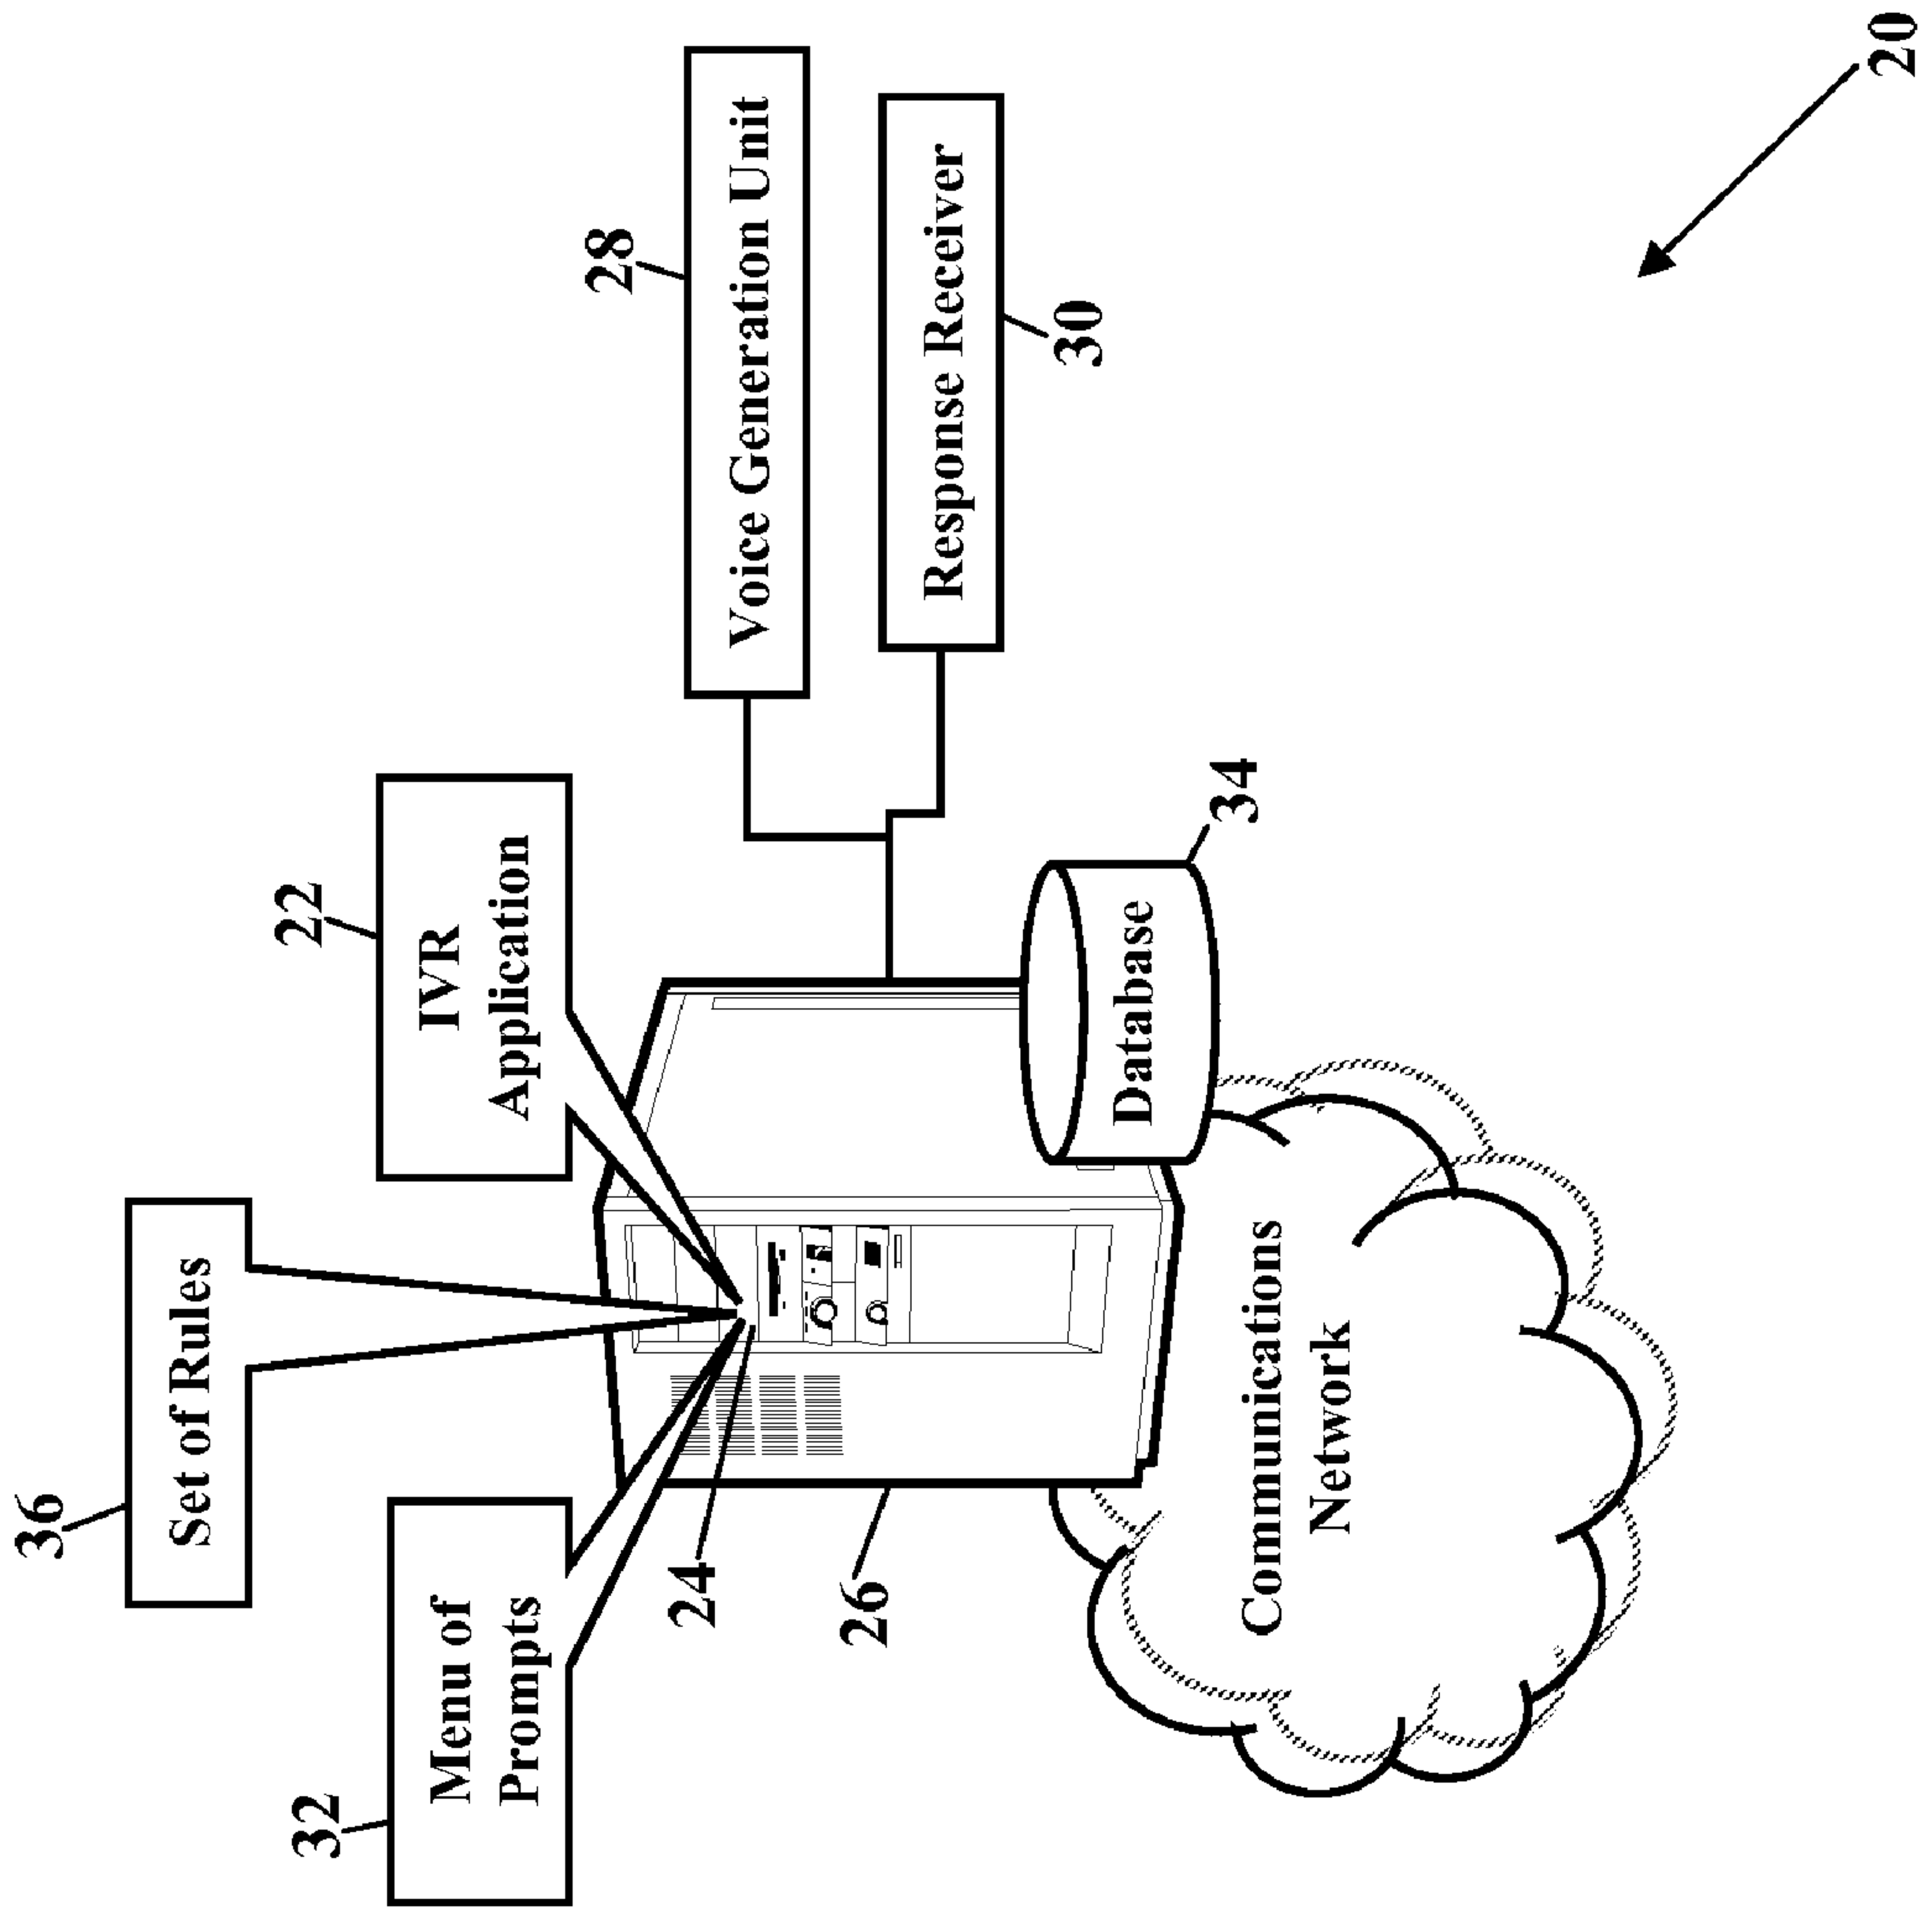 36
Set of Rules
32
Menu of
Prompts
22
IVR
Application
28
Voice Generation Unit
24
26
Response Receiver
30
Database
34
Communications
Network
20